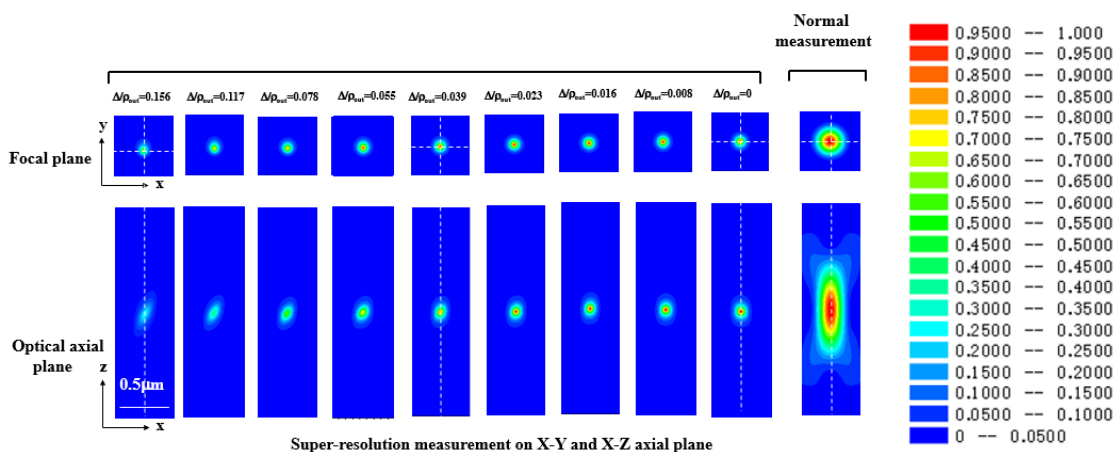 Normal
measurement
Δ/ρout=0.156 Δ/ρout=0.117 Δ/ρout=0.078 Δ/ρout=0.055 Δ/ρout=0.039 Δ/ρout=0.023 Δ/ρout=0.016 Δ/ρout=0.008 Δ/ρout=0
y
Focal plane
x
Optical axial
plane
z
0.5μm
x
Super-resolution measurement on X-Y and X-Z axial plane
0.9500 -- 1.000
0.9000 -- 0.9500
0.8500 -- 0.9000
0.8000 -- 0.8500
0.7500 -- 0.8000
0.7000 -- 0.7500
0.6500 -- 0.7000
0.6000 -- 0.6500
0.5500 -- 0.6000
0.5000 -- 0.5500
0.4500 -- 0.5000
0.4000 -- 0.4500
0.3500 -- 0.4000
0.3000 -- 0.3500
0.2500 -- 0.3000
0.2000 -- 0.2500
0.1500 -- 0.2000
0.1000 -- 0.1500
0.0500 -- 0.1000
0 -- 0.0500